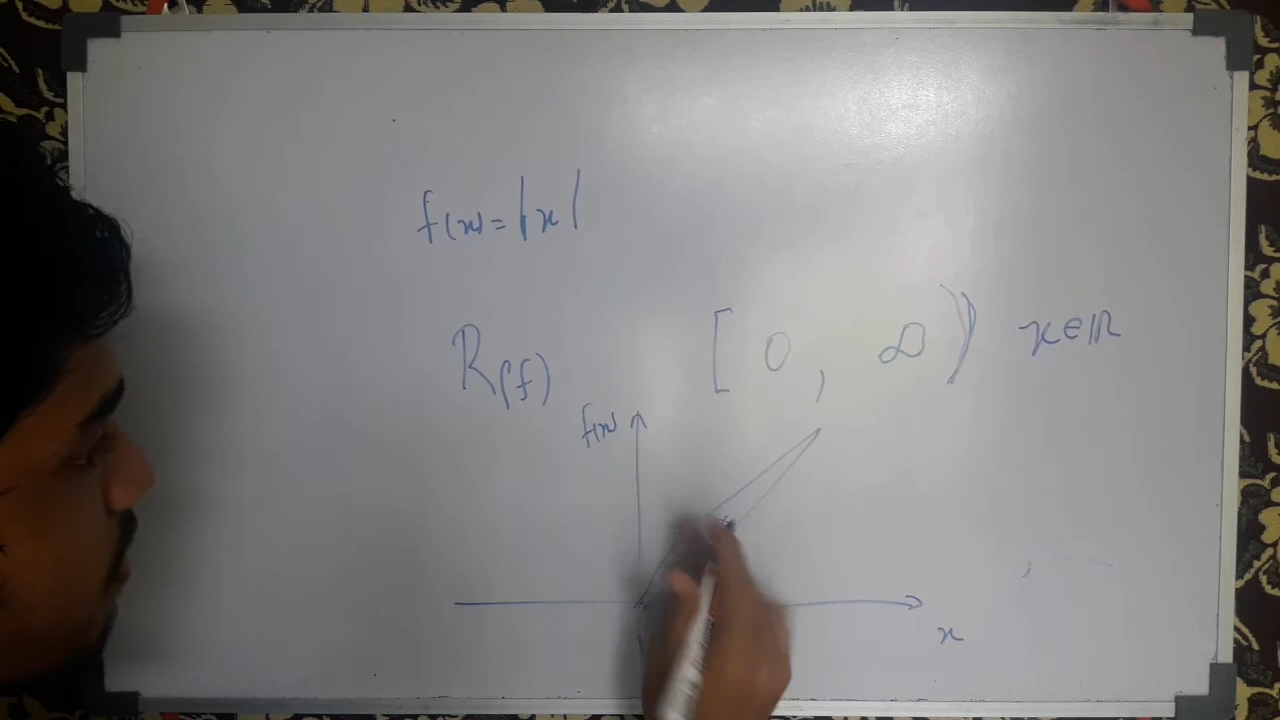 f(x)=|x|
R(f) [ 0 , ∞) x∈ℝ
f(x)
x